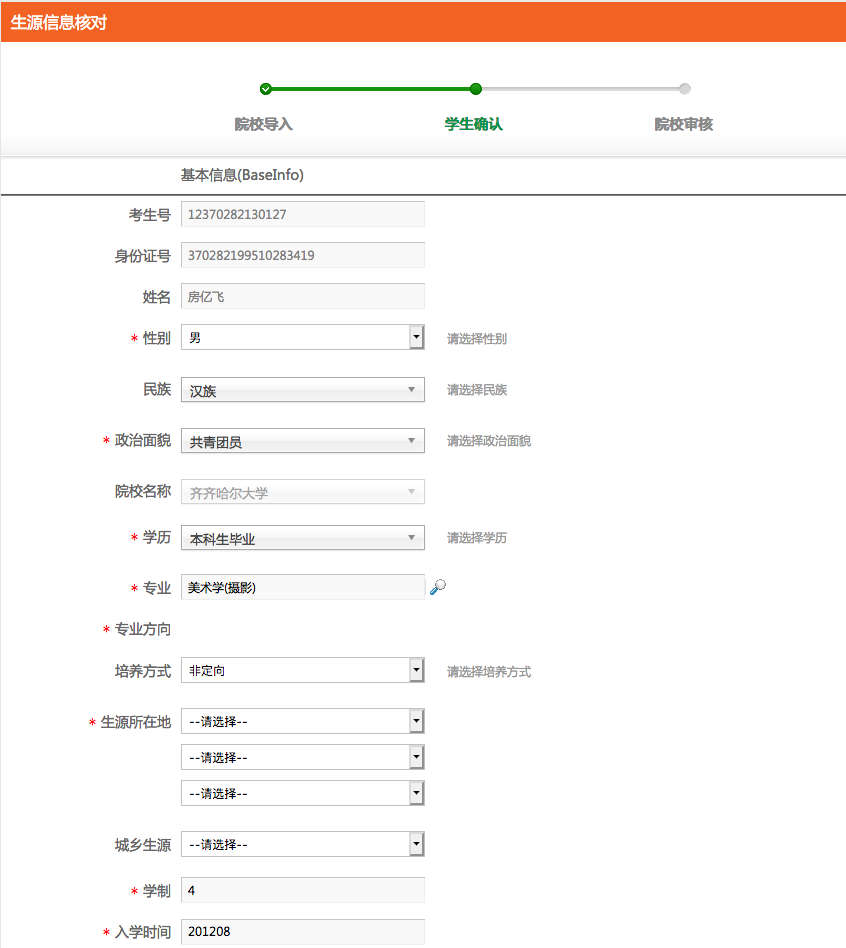 生源信息核对
院校导入 学生确认 院校审核
基本信息(BaseInfo)
考生号 12370282130127
身份证号 370282199510283419
姓名 房亿飞
* 性别 男 请选择性别
民族 汉族 请选择民族
* 政治面貌 共青团员 请选择政治面貌
院校名称 齐齐哈尔大学
* 学历 本科生毕业 请选择学历
* 专业 美术学(摄影)
* 专业方向
培养方式 非定向 请选择培养方式
* 生源所在地 --请选择--
--请选择--
--请选择--
城乡生源 --请选择--
* 学制 4
* 入学时间 201208